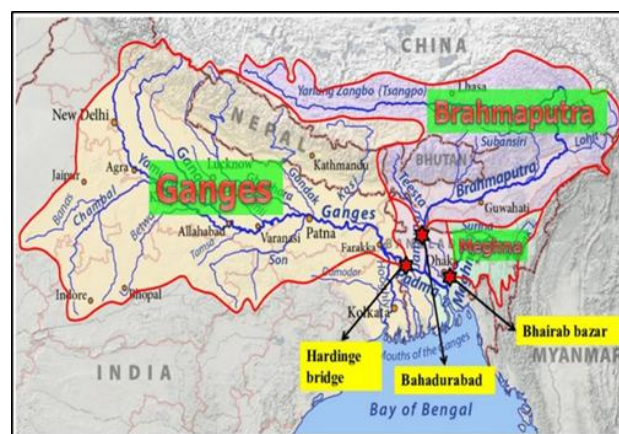 CHINA
Yarlung Zangbo (Tsangpo)
Lhasa
Brahmaputra
New Delhi
NEPAL
Subansiri
Lohit
Lucknow
Kathmandu
BHUTAN
Agra
Jaipur
Gandak
Kosi
Teesta
Brahmaputra
Banas
Chambal
Ganges
Ganges
Guwahati
Betwa
Allahabad
Varanasi
Patna
Meghna
Tamsa
Son
Farakka
Dhaka
Damodar
Padma
Indore
Bhopal
Kolkata
Bhairab bazar
Mouths of the Ganges
Hardinge
bridge
Bahadurabad
MYANMAR
INDIA
Bay of Bengal